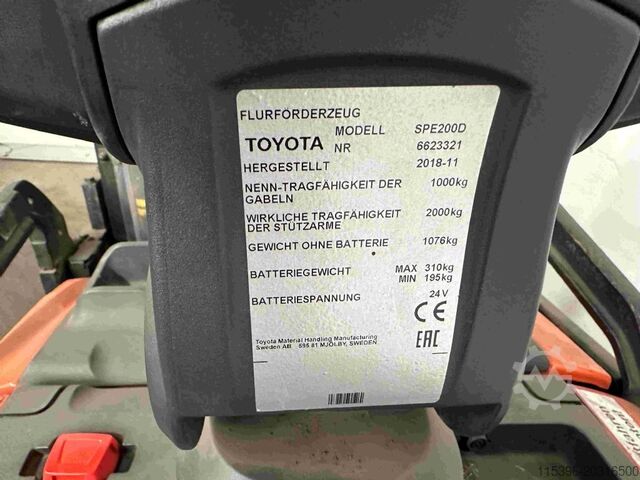 FLURFÖRDERZEUG
TOYOTA MODELL SPE200D
NR 6623321
HERGESTELLT 2018-11
NENN-TRAGFÄHIGKEIT DER GABELN 1000kg
WIRKLICHE TRAGFÄHIGKEIT DER STÜTZARME 2000kg
GEWICHT OHNE BATTERIE 1076kg
BATTERIEGEWICHT MAX 310kg
MIN 195kg
BATTERIESPANNUNG 24V
CE
Toyota Material Handling Manufacturing
Sweden AB 595 81 MJÖLBY, SWEDEN
EAC